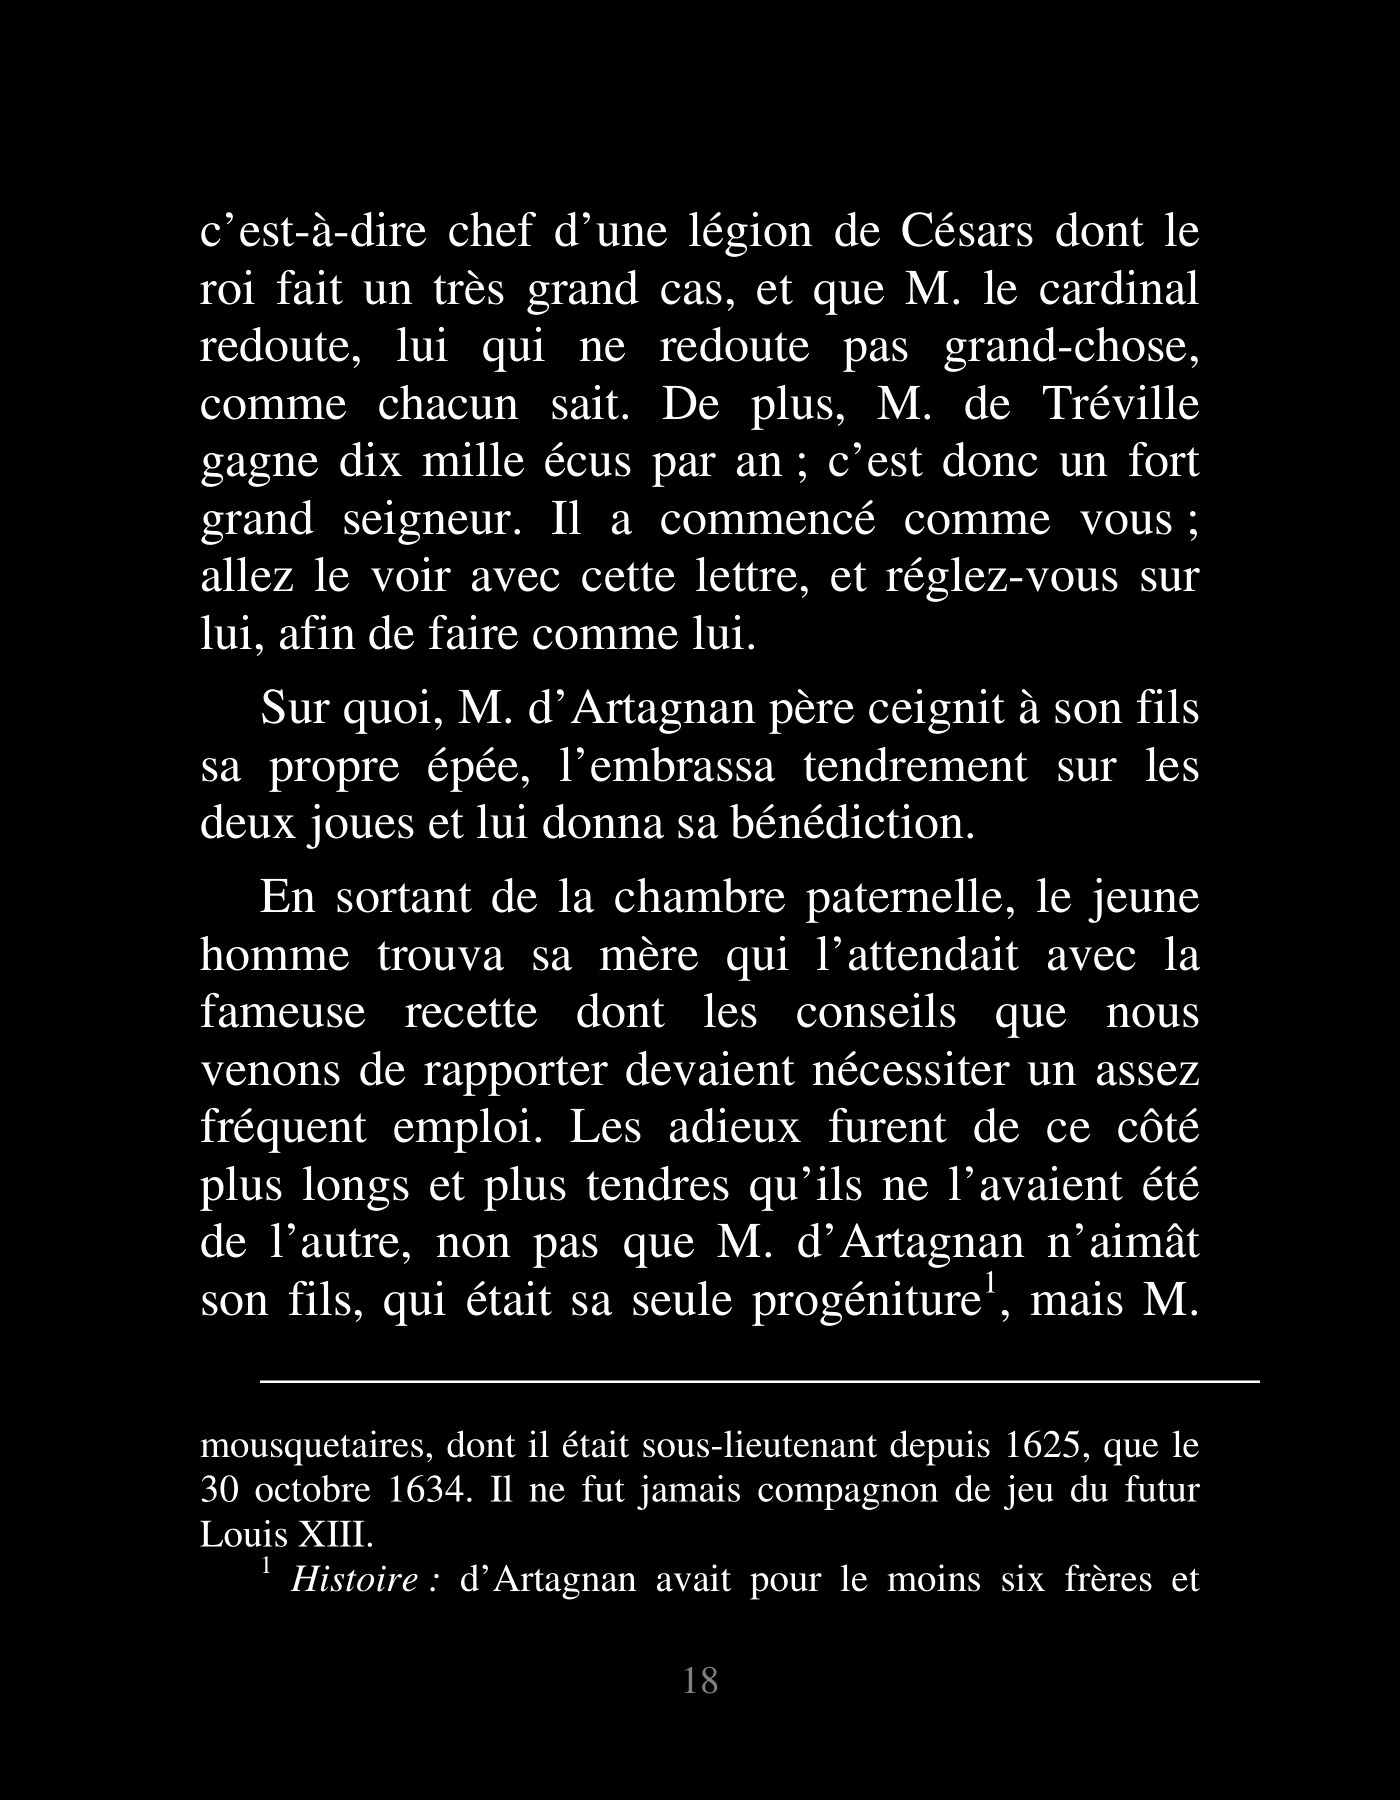 c’est-à-dire chef d’une légion de Césars dont le
roi fait un très grand cas, et que M. le cardinal
redoute, lui qui ne redoute pas grand-chose,
comme chacun sait. De plus, M. de Tréville
gagne dix mille écus par an ; c’est donc un fort
grand seigneur. Il a commencé comme vous ;
allez le voir avec cette lettre, et réglez-vous sur
lui, afin de faire comme lui.
Sur quoi, M. d’Artagnan père ceignit à son fils
sa propre épée, l’embrassa tendrement sur les
deux joues et lui donna sa bénédiction.
En sortant de la chambre paternelle, le jeune
homme trouva sa mère qui l’attendait avec la
fameuse recette dont les conseils que nous
venons de rapporter devaient nécessiter un assez
fréquent emploi. Les adieux furent de ce côté
plus longs et plus tendres qu’ils ne l’avaient été
de l’autre, non pas que M. d’Artagnan n’aimât
son fils, qui était sa seule progéniture¹, mais M.
mousquetaires, dont il était sous-lieutenant depuis 1625, que le
30 octobre 1634. Il ne fut jamais compagnon de jeu du futur
Louis XIII.
¹ Histoire : d’Artagnan avait pour le moins six frères et
18